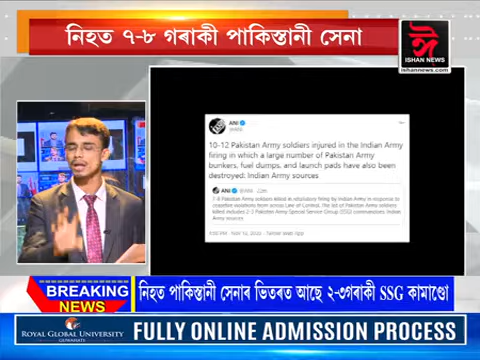 নিহত ৭-৮ গৰাকী পাকিস্তানী সেনা
ঈ
ISHAN NEWS
ishannews.com
ANI
10-12 Pakistan Army soldiers injured in the Indian Army
firing in which a large number of Pakistan Army
bunkers, fuel dumps, and launch pads have also been
destroyed: Indian Army sources
ANI @ANI · 22m
7-8 Pakistan Army soldiers killed in retaliatory firing by Indian Army in response to
ceasefire violations from across Line of Control. The list of Pakistan Army soldiers
killed includes 2-3 Pakistan Army Special Service Group (SSG) commandos: Indian
Army sources
BREAKING
NEWS
নিহত পাকিস্তানী সেনাৰ ভিতৰত আছে ২-৩গৰাকী SSG কামাণ্ডো
ROYAL GLOBAL UNIVERSITY
GUWAHATI
FULLY ONLINE ADMISSION PROCESS